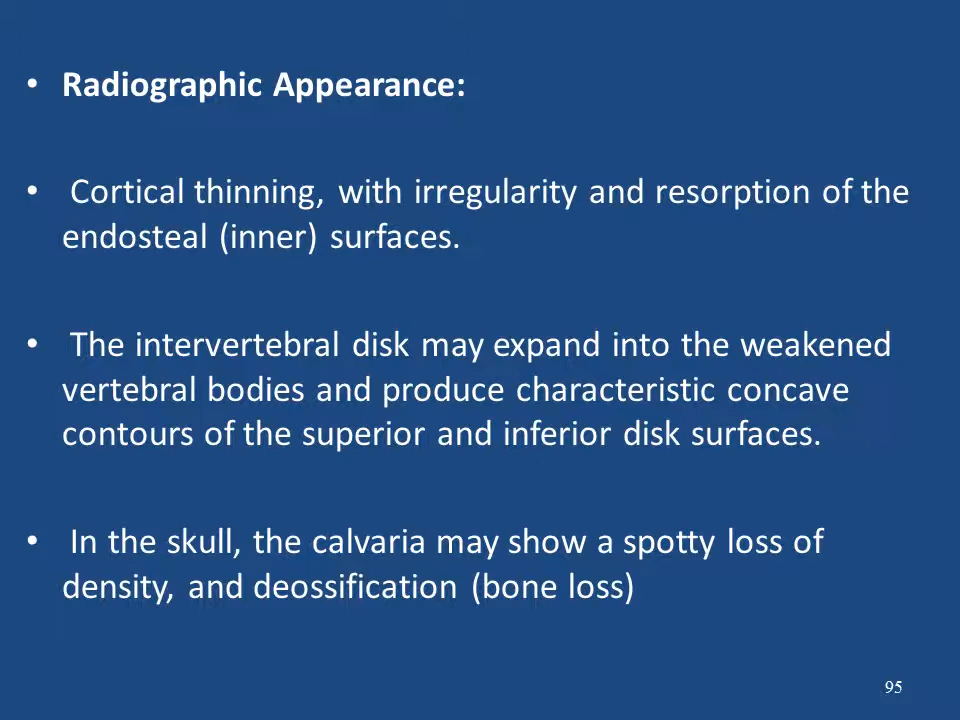 • Radiographic Appearance:
• Cortical thinning, with irregularity and resorption of the
endosteal (inner) surfaces.
• The intervertebral disk may expand into the weakened
vertebral bodies and produce characteristic concave
contours of the superior and inferior disk surfaces.
• In the skull, the calvaria may show a spotty loss of
density, and deossification (bone loss)
95